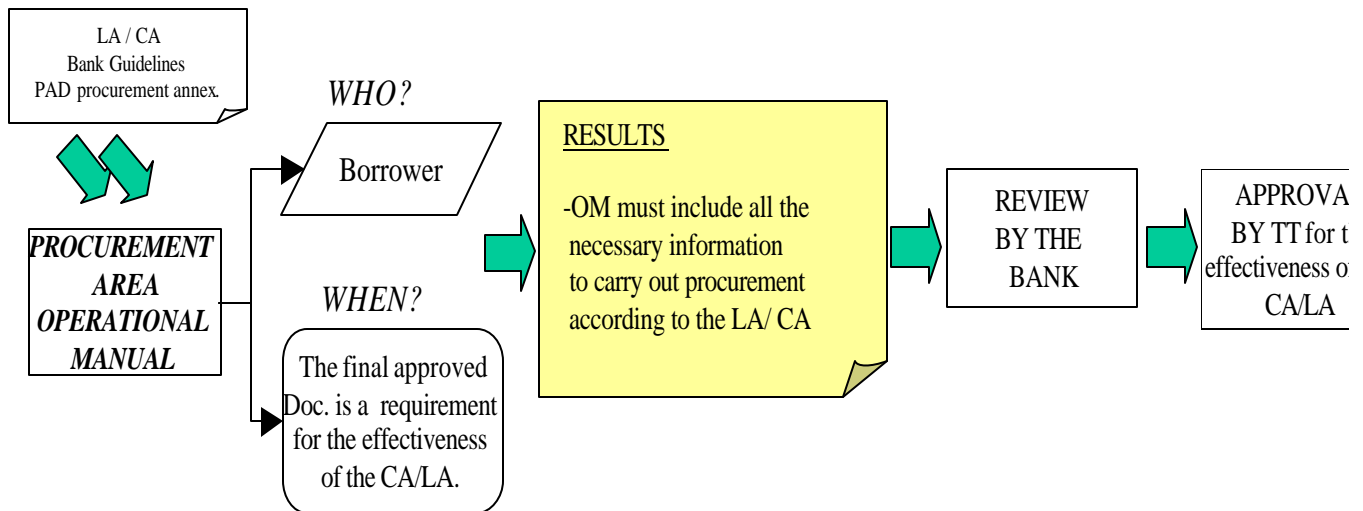 LA / CA
Bank Guidelines
PAD procurement annex.
PROCUREMENT
AREA
OPERATIONAL
MANUAL
WHO?
Borrower
WHEN?
The final approved
Doc. is a requirement
for the effectiveness
of the CA/LA.
RESULTS
-OM must include all the
necessary information
to carry out procurement
according to the LA/ CA
REVIEW
BY THE
BANK
APPROVA
BY TT for t
effectiveness o
CA/LA